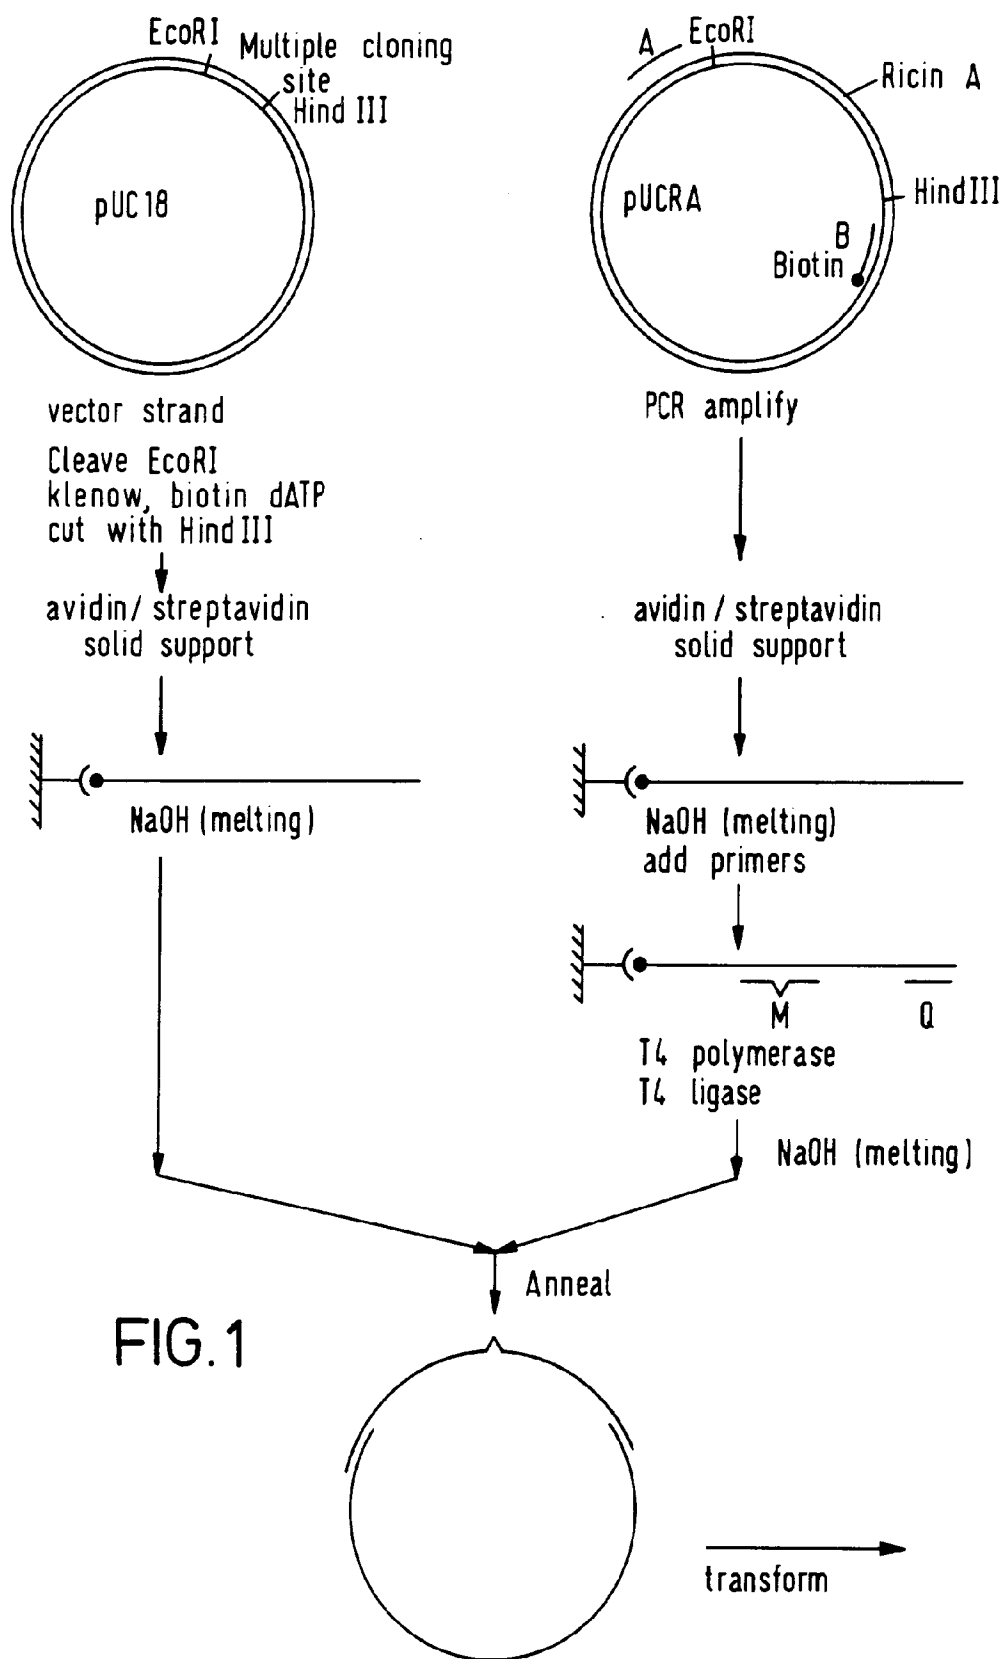 EcoRI
Multiple cloning
site
Hind III
pUC18
vector strand
Cleave EcoRI
klenow, biotin dATP
cut with Hind III
avidin/ streptavidin
solid support
NaOH (melting)
A
EcoRI
Ricin A
Hind III
pUCRA
B
Biotin
PCR amplify
avidin / streptavidin
solid support
NaOH (melting)
add primers
M
Q
T4 polymerase
T4 ligase
NaOH (melting)
Anneal
FIG.1
transform